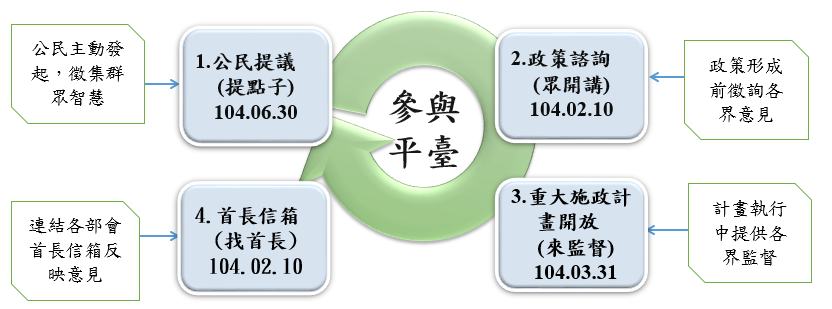 公民主動發
起，徵集群
眾智慧
1.公民提議
(提點子)
104.06.30
參與
平臺
2.政策諮詢
(眾開講)
104.02.10
政策形成
前徵詢各
界意見
連結各部會
首長信箱反
映意見
4. 首長信箱
（找首長）
104.02.10
3.重大施政計
畫開放
(來監督)
104.03.31
計畫執行
中提供各
界監督